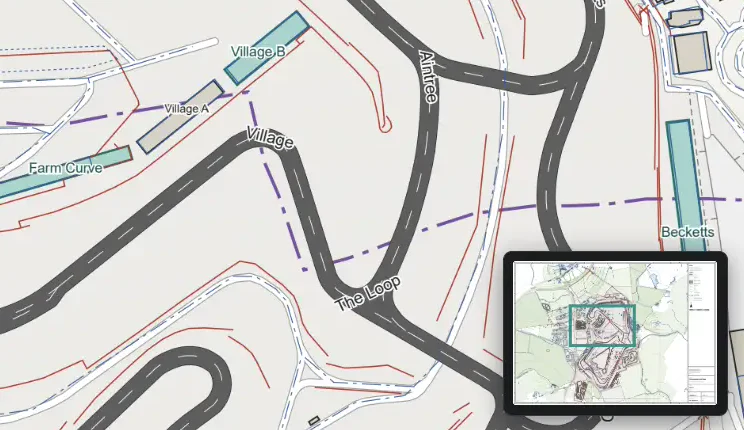 Village B
Aintree
Village A
Village
Farm Curve
Becketts
The Loop